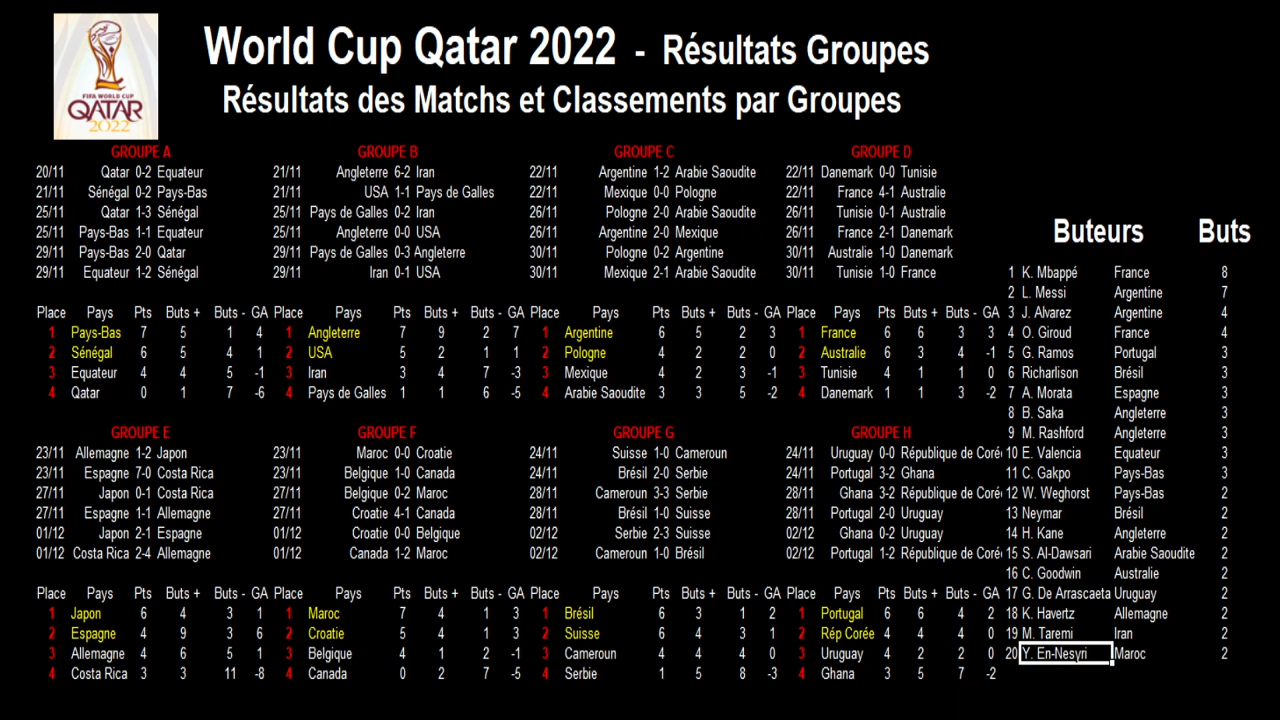 World Cup Qatar 2022 - Résultats Groupes
Résultats des Matchs et Classements par Groupes
FIFA WORLD CUP
QATAR
2022
GROUPE A
20/11 Qatar 0-2 Equateur
21/11 Sénégal 0-2 Pays-Bas
25/11 Qatar 1-3 Sénégal
25/11 Pays-Bas 1-1 Equateur
29/11 Pays-Bas 2-0 Qatar
29/11 Equateur 1-2 Sénégal
Place Pays Pts Buts + Buts - GA
1 Pays-Bas 7 5 1 4
2 Sénégal 6 5 4 1
3 Equateur 4 4 5 -1
4 Qatar 0 1 7 -6
GROUPE B
21/11 Angleterre 6-2 Iran
21/11 USA 1-1 Pays de Galles
25/11 Pays de Galles 0-2 Iran
25/11 Angleterre 0-0 USA
29/11 Pays de Galles 0-3 Angleterre
29/11 Iran 0-1 USA
Place Pays Pts Buts + Buts - GA
1 Angleterre 7 9 2 7
2 USA 5 2 1 1
3 Iran 3 4 7 -3
4 Pays de Galles 1 1 6 -5
GROUPE C
22/11 Argentine 1-2 Arabie Saoudite
22/11 Mexique 0-0 Pologne
26/11 Pologne 2-0 Arabie Saoudite
26/11 Argentine 2-0 Mexique
30/11 Pologne 0-2 Argentine
30/11 Mexique 2-1 Arabie Saoudite
Place Pays Pts Buts + Buts - GA
1 Argentine 6 5 2 3
2 Pologne 4 2 2 0
3 Mexique 4 2 3 -1
4 Arabie Saoudite 3 3 5 -2
GROUPE D
22/11 Danemark 0-0 Tunisie
22/11 France 4-1 Australie
26/11 Tunisie 0-1 Australie
26/11 France 2-1 Danemark
30/11 Australie 1-0 Danemark
30/11 Tunisie 1-0 France
Place Pays Pts Buts + Buts - GA
1 France 6 6 3 3
2 Australie 6 3 4 -1
3 Tunisie 4 1 1 0
4 Danemark 1 1 3 -2
GROUPE E
23/11 Allemagne 1-2 Japon
23/11 Espagne 7-0 Costa Rica
27/11 Japon 0-1 Costa Rica
27/11 Espagne 1-1 Allemagne
01/12 Japon 2-1 Espagne
01/12 Costa Rica 2-4 Allemagne
Place Pays Pts Buts + Buts - GA
1 Japon 6 4 3 1
2 Espagne 4 9 3 6
3 Allemagne 4 6 5 1
4 Costa Rica 3 3 11 -8
GROUPE F
23/11 Maroc 0-0 Croatie
23/11 Belgique 1-0 Canada
27/11 Belgique 0-2 Maroc
27/11 Croatie 4-1 Canada
01/12 Croatie 0-0 Belgique
01/12 Canada 1-2 Maroc
Place Pays Pts Buts + Buts - GA
1 Maroc 7 4 1 3
2 Croatie 5 4 1 3
3 Belgique 4 1 2 -1
4 Canada 0 2 7 -5
GROUPE G
24/11 Suisse 1-0 Cameroun
24/11 Brésil 2-0 Serbie
28/11 Cameroun 3-3 Serbie
28/11 Brésil 1-0 Suisse
02/12 Serbie 2-3 Suisse
02/12 Cameroun 1-0 Brésil
Place Pays Pts Buts + Buts - GA
1 Brésil 6 3 1 2
2 Suisse 6 4 3 1
3 Cameroun 4 4 4 0
4 Serbie 1 5 8 -3
GROUPE H
24/11 Uruguay 0-0 République de Coré
24/11 Portugal 3-2 Ghana
28/11 Ghana 3-2 République de Coré
28/11 Portugal 2-0 Uruguay
02/12 Ghana 0-2 Uruguay
02/12 Portugal 1-2 République de Coré
Place Pays Pts Buts + Buts - GA
1 Portugal 6 6 4 2
2 Rép Corée 4 4 4 0
3 Uruguay 4 2 2 0
4 Ghana 3 5 7 -2
Buteurs Buts
1 K. Mbappé France 8
2 L. Messi Argentine 7
3 J. Alvarez Argentine 4
4 O. Giroud France 4
5 G. Ramos Portugal 3
6 Richarlison Brésil 3
7 A. Morata Espagne 3
8 B. Saka Angleterre 3
9 M. Rashford Angleterre 3
10 E. Valencia Equateur 3
11 C. Gakpo Pays-Bas 3
12 W. Weghorst Pays-Bas 2
13 Neymar Brésil 2
14 H. Kane Angleterre 2
15 S. Al-Dawsari Arabie Saoudite 2
16 C. Goodwin Australie 2
17 G. De Arrascaeta Uruguay 2
18 K. Havertz Allemagne 2
19 M. Taremi Iran 2
20 Y. En-Nesyri Maroc 2